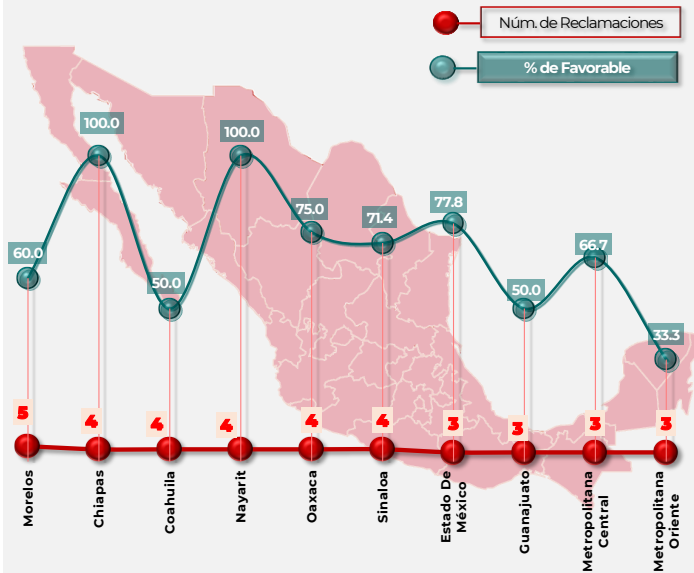 Núm. de Reclamaciones
% de Favorable
100.0
100.0
77.8
75.0
71.4
66.7
60.0
50.0
50.0
33.3
5
4
4
4
4
4
3
3
3
3
Morelos
Chiapas
Coahuila
Nayarit
Oaxaca
Sinaloa
Estado De
México
Guanajuato
Metropolitana
Central
Metropolitana
Oriente